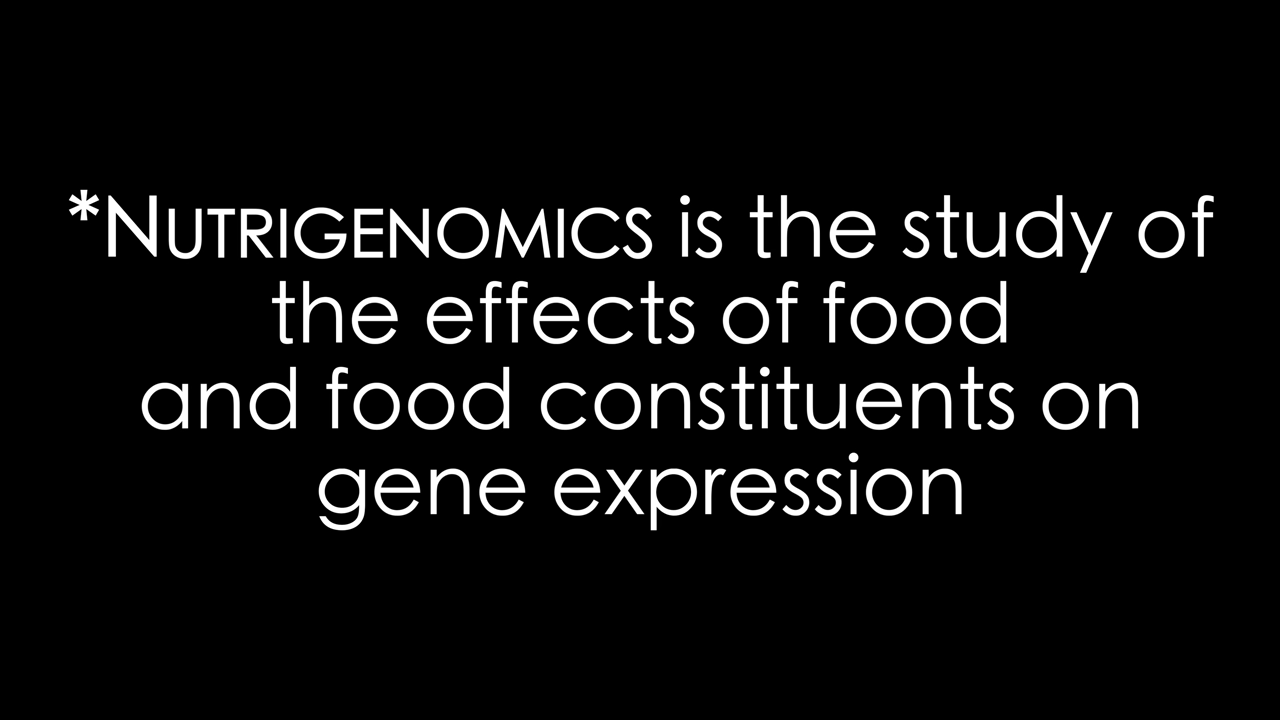 *NUTRIGENOMICS is the study of
the effects of food
and food constituents on
gene expression